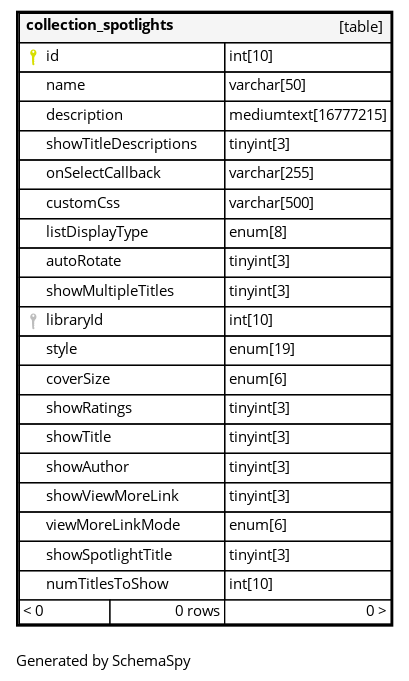 collection_spotlights [table]
id int[10]
name varchar[50]
description mediumtext[16777215]
showTitleDescriptions tinyint[3]
onSelectCallback varchar[255]
customCss varchar[500]
listDisplayType enum[8]
autoRotate tinyint[3]
showMultipleTitles tinyint[3]
libraryId int[10]
style enum[19]
coverSize enum[6]
showRatings tinyint[3]
showTitle tinyint[3]
showAuthor tinyint[3]
showViewMoreLink tinyint[3]
viewMoreLinkMode enum[6]
showSpotlightTitle tinyint[3]
numTitlesToShow int[10]
< 0 0 rows 0 >
Generated by SchemaSpy